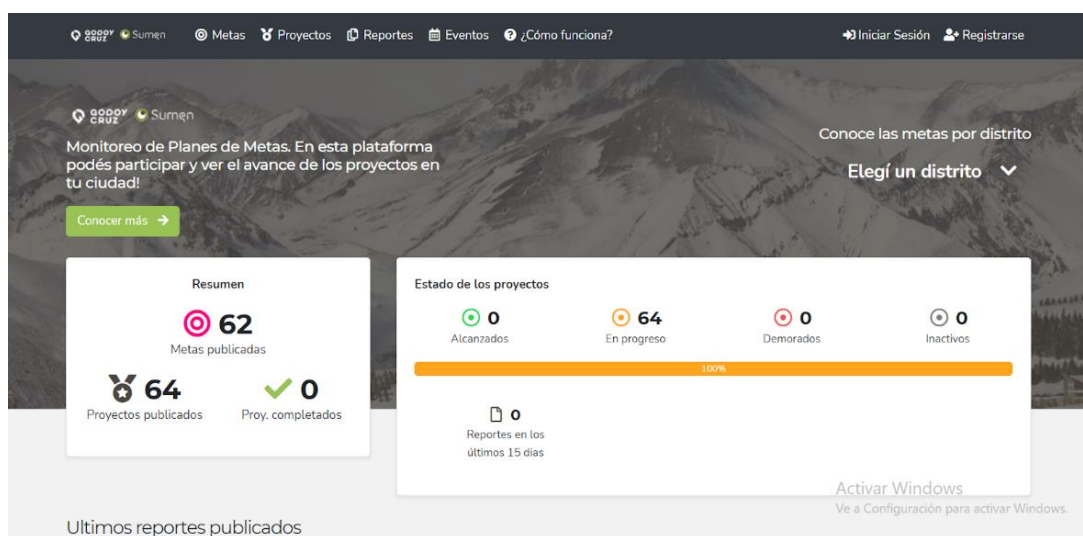 GODOY CRUZ Sumen Metas Proyectos Reportes Eventos ¿Cómo funciona? Iniciar Sesión Registrarse
GODOY CRUZ Sumen
Monitoreo de Planes de Metas. En esta plataforma
podés participar y ver el avance de los proyectos en
tu ciudad!
Conocer más
Conoce las metas por distrito
Elegí un distrito
Resumen
62
Metas publicadas
64
Proyectos publicados
0
Proy. completados
Estado de los proyectos
0
Alcanzados
64
En progreso
0
Demorados
0
Inactivos
100%
0
Reportes en los
últimos 15 dias
Activar Windows
Ve a Configuración para activar Windows.
Ultimos reportes publicados